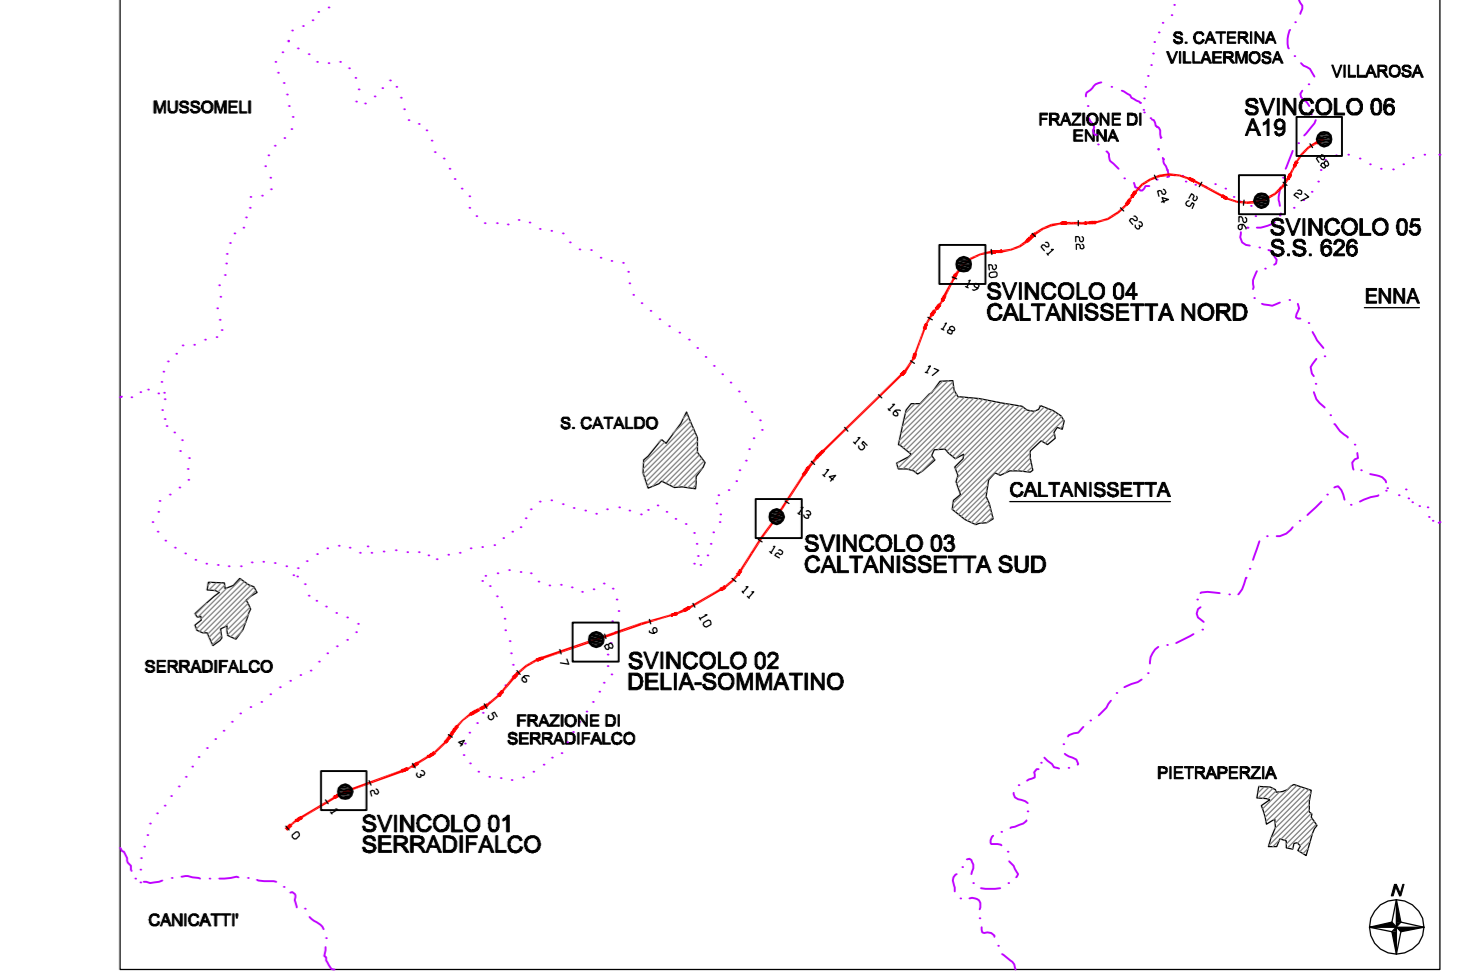 S. CATERINA
VILLAERMOSA
VILLAROSA
MUSSOMELI
SVINCOLO 06
A19
FRAZIONE DI
ENNA
28
27
26
25
24
23
22
21
20
19
18
17
16
15
14
13
12
11
10
9
8
7
6
5
4
3
2
1
0
SVINCOLO 05
S.S. 626
ENNA
SVINCOLO 04
CALTANISSETTA NORD
S. CATALDO
CALTANISSETTA
SVINCOLO 03
CALTANISSETTA SUD
SERRADIFALCO
SVINCOLO 02
DELIA-SOMMATINO
FRAZIONE DI
SERRADIFALCO
PIETRAPERZIA
SVINCOLO 01
SERRADIFALCO
CANICATTI'
N